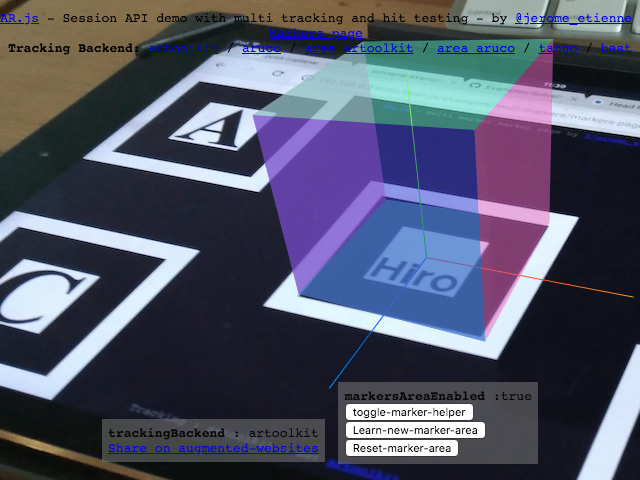 AR.js - Session API demo with multi tracking and hit testing - by @jerome_etienne
Markers page
Tracking Backend: artoolkit / aruco / area artoolkit / area aruco / tango / best
11:39
A
Hiro
C
markersAreaEnabled :true
toggle-marker-helper
Learn-new-marker-area
Reset-marker-area
trackingBackend : artoolkit
Share on augmented-websites